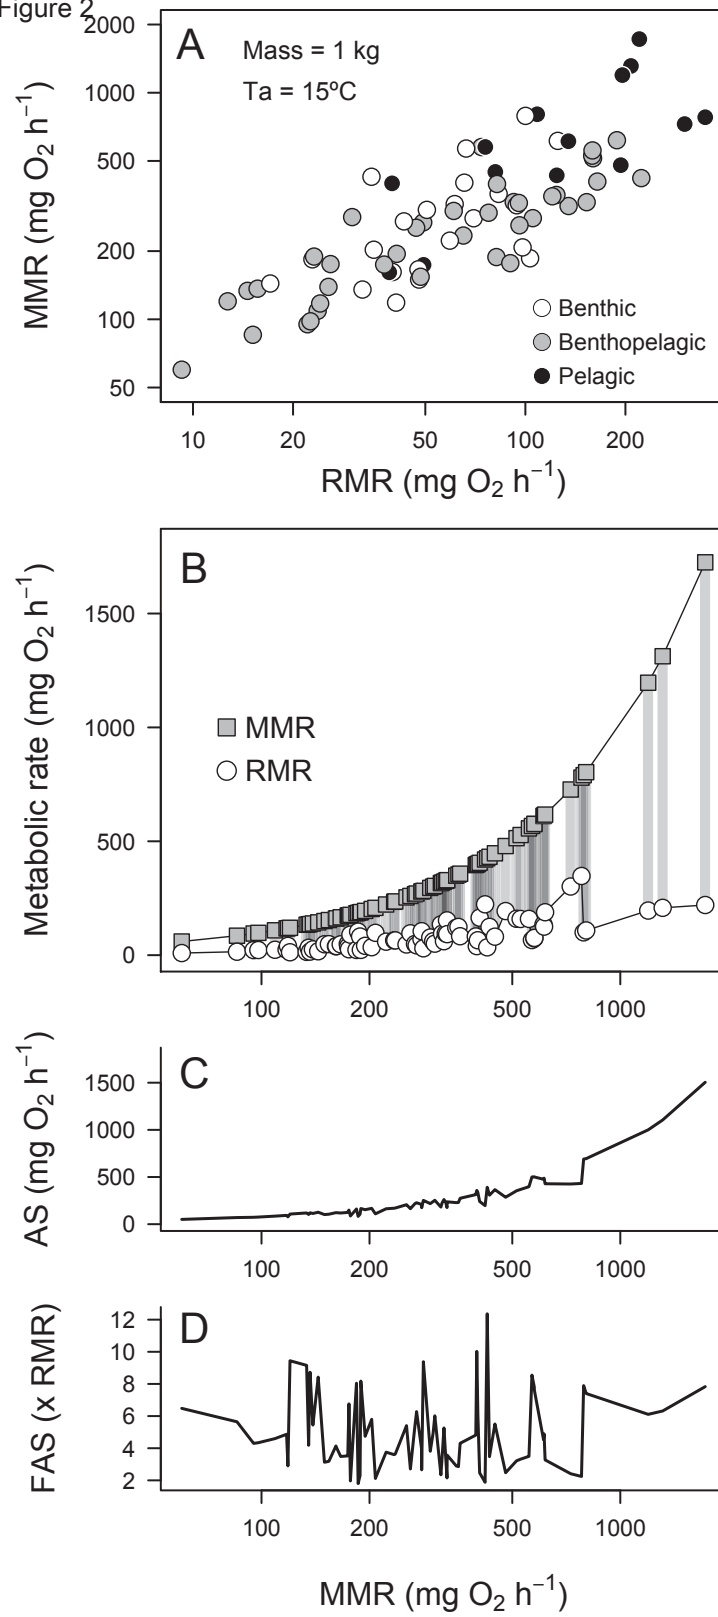 Figure 2
A
Mass = 1 kg
Ta = 15ºC
2000
1000
500
200
100
50
MMR (mg O₂ h⁻¹)
Benthic
Benthopelagic
Pelagic
10 20 50 100 200
RMR (mg O₂ h⁻¹)
B
MMR
RMR
1500
1000
500
0
Metabolic rate (mg O₂ h⁻¹)
100 200 500 1000
C
1500
1000
500
0
AS (mg O₂ h⁻¹)
100 200 500 1000
D
12
10
8
6
4
2
FAS (x RMR)
100 200 500 1000
MMR (mg O₂ h⁻¹)